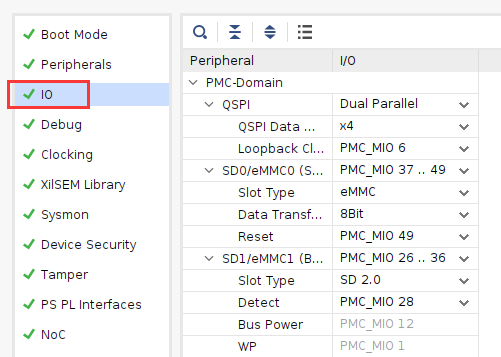 Boot Mode
Peripherals
IO
Debug
Clocking
XilSEM Library
Sysmon
Device Security
Tamper
PS PL Interfaces
NoC
Peripheral I/O
PMC-Domain
QSPI Dual Parallel
QSPI Data ... x4
Loopback Cl... PMC_MIO 6
SD0/eMMC0 (S... PMC_MIO 37 .. 49
Slot Type eMMC
Data Transf... 8Bit
Reset PMC_MIO 49
SD1/eMMC1 (B... PMC_MIO 26 .. 36
Slot Type SD 2.0
Detect PMC_MIO 28
Bus Power PMC_MIO 12
WP PMC_MIO 1